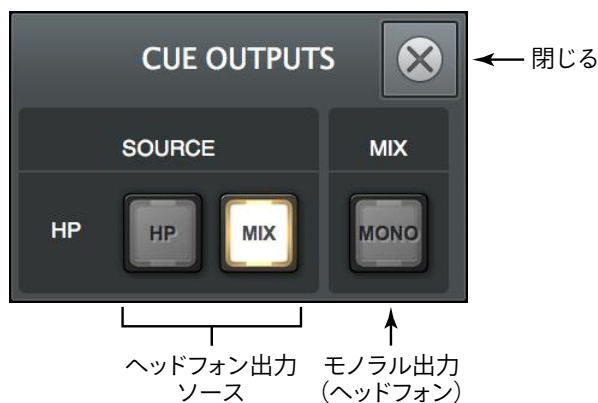 CUE OUTPUTS
閉じる
SOURCE
MIX
HP
HP
MIX
MONO
ヘッドフォン出力
ソース
モノラル出力
（ヘッドフォン）